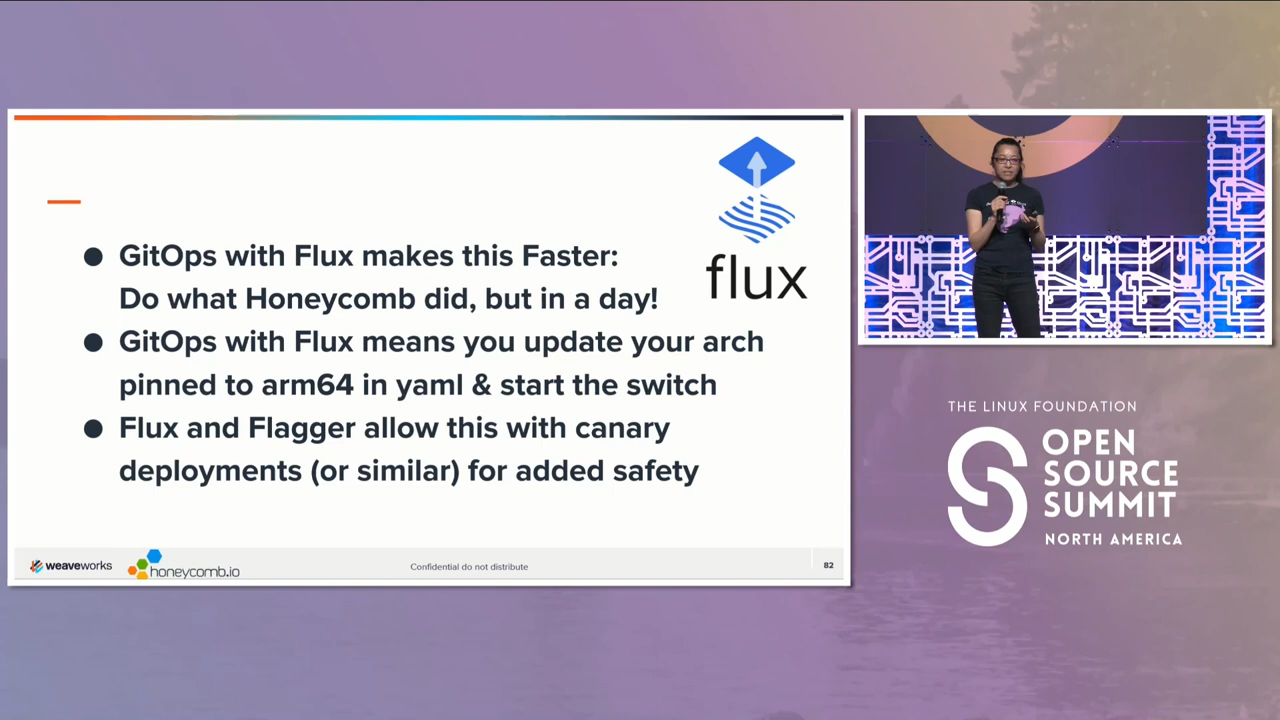 flux
● GitOps with Flux makes this Faster:
Do what Honeycomb did, but in a day!
● GitOps with Flux means you update your arch
pinned to arm64 in yaml & start the switch
● Flux and Flagger allow this with canary
deployments (or similar) for added safety
weaveworks
honeycomb.io
Confidential do not distribute
82
THE LINUX FOUNDATION
OPEN
SOURCE
SUMMIT
NORTH AMERICA